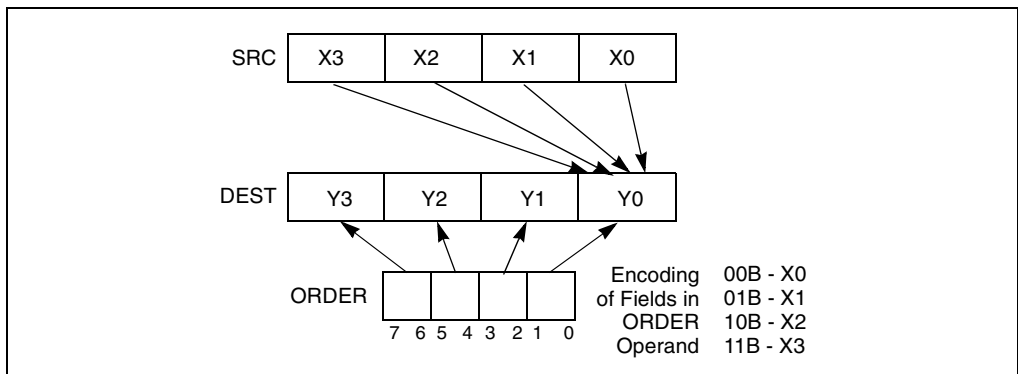 SRC X3 X2 X1 X0
DEST Y3 Y2 Y1 Y0
ORDER
7 6 5 4 3 2 1 0
Encoding 00B - X0
of Fields in 01B - X1
ORDER 10B - X2
Operand 11B - X3